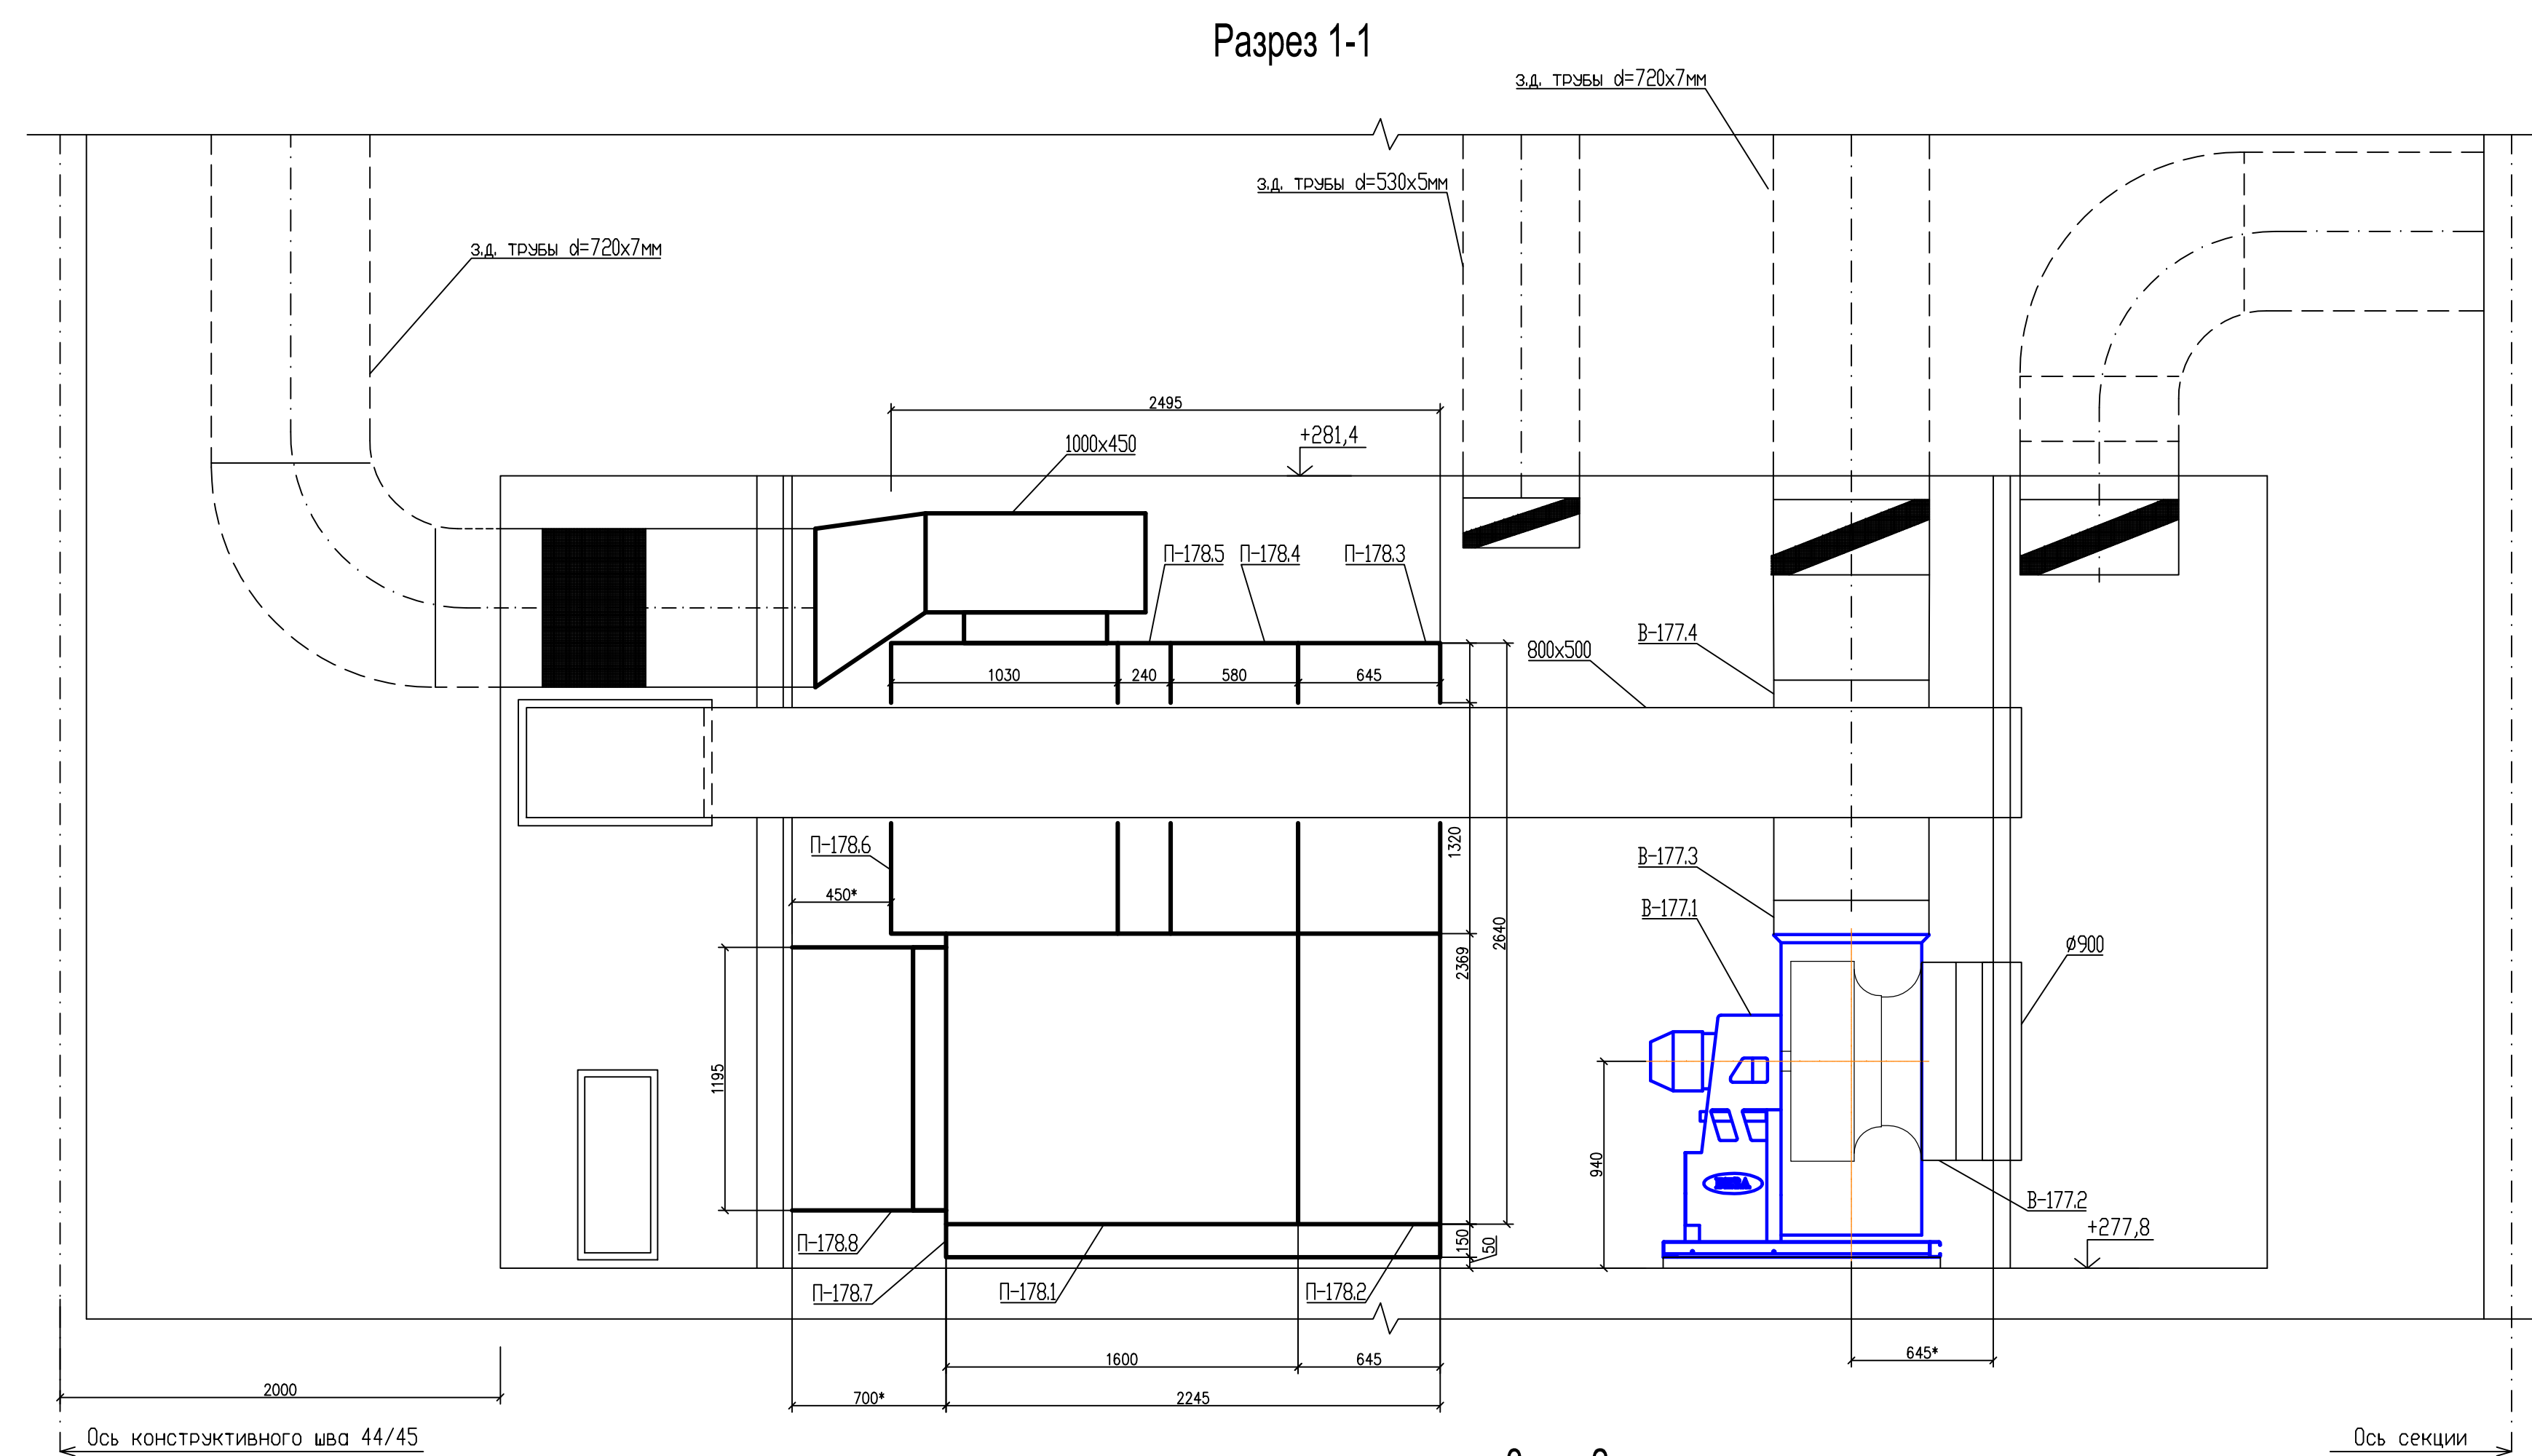 Разрез 1-1
з.д. трубы d=720x7мм
з.д. трубы d=530x5мм
з.д. трубы d=720x7мм
2495
1000x450
+281,4
П-178.5
П-178.4
П-178.3
В-177.4
800x500
1030
240
580
645
П-178.6
1320
В-177.3
450*
В-177.1
2640
ø900
2369
1195
940
В-177.2
+277,8
П-178.8
150
50
П-178.7
П-178.1
П-178.2
1600
645
645*
2000
700*
2245
Ось конструктивного шва 44/45
Ось секции